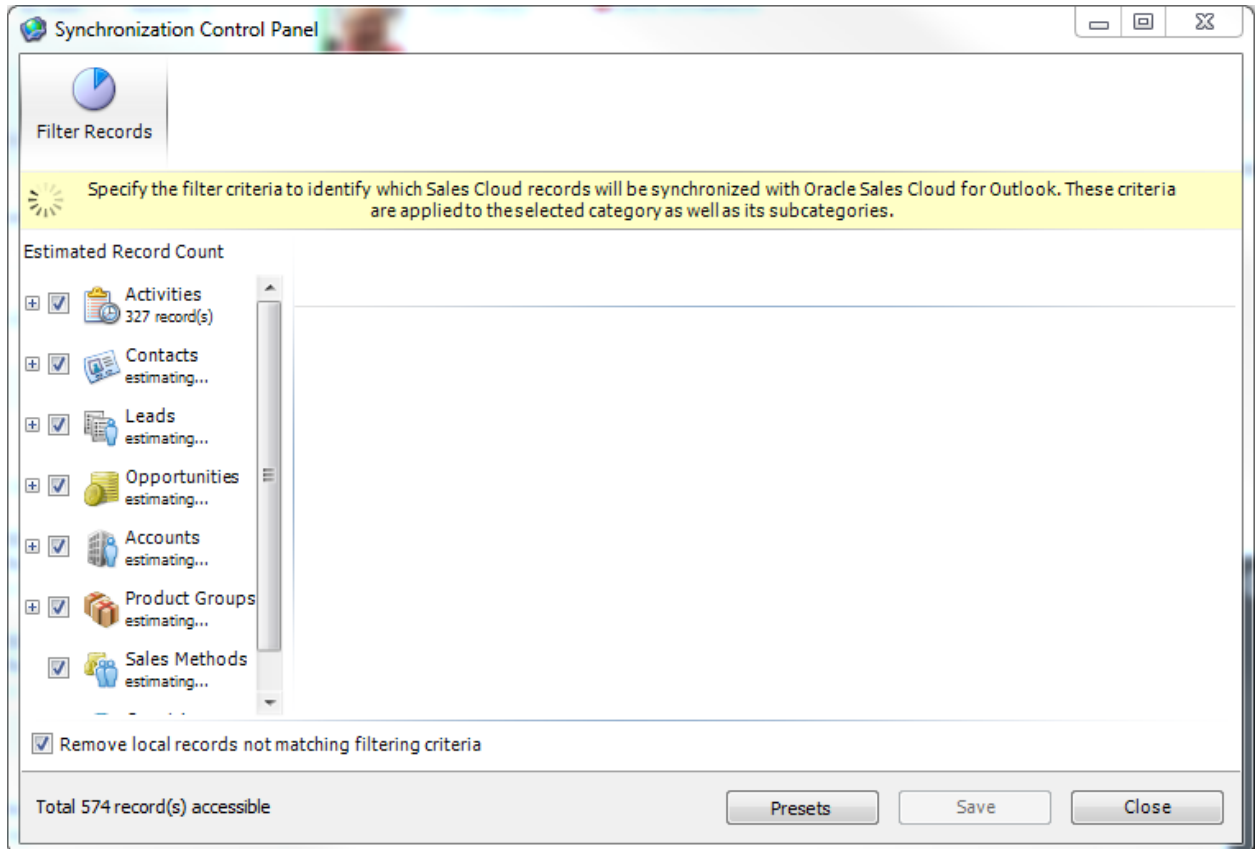 Synchronization Control Panel
Filter Records
Specify the filter criteria to identify which Sales Cloud records will be synchronized with Oracle Sales Cloud for Outlook. These criteria
are applied to the selected category as well as its subcategories.
Estimated Record Count
Activities
327 record(s)
Contacts
estimating...
Leads
estimating...
Opportunities
estimating...
Accounts
estimating...
Product Groups
estimating...
Sales Methods
estimating...
Remove local records not matching filtering criteria
Total 574 record(s) accessible
Presets
Save
Close